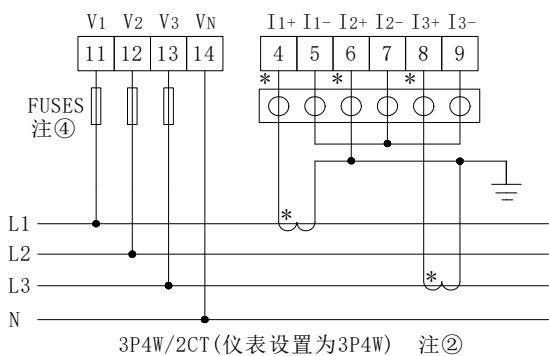 V1 V2 V3 VN I1+ I1- I2+ I2- I3+ I3-
11 12 13 14 4 5 6 7 8 9
* * *
FUSES
注④
L1 *
L2
L3 *
N
3P4W/2CT(仪表设置为3P4W) 注②